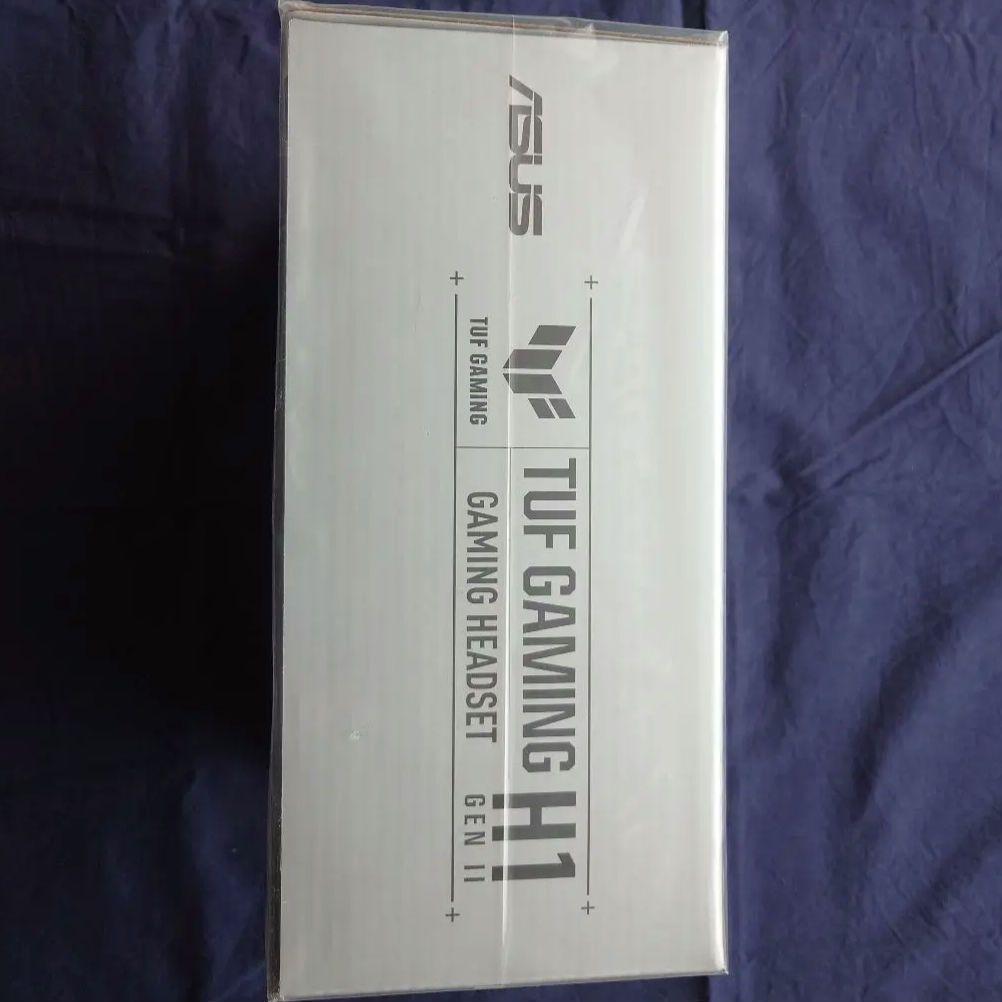 ASUS
TUF GAMING
TUF GAMING H1
GAMING HEADSET GEN II